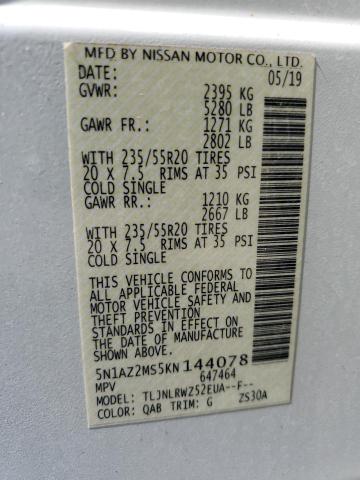 MFD BY NISSAN MOTOR CO., LTD.
DATE: 05/19
GVWR: 2395 KG
5280 LB
GAWR FR.: 1271 KG
2802 LB
WITH 235/55R20 TIRES
20 X 7.5 RIMS AT 35 PSI
COLD SINGLE
GAWR RR.: 1210 KG
2667 LB
WITH 235/55R20 TIRES
20 X 7.5 RIMS AT 35 PSI
COLD SINGLE
THIS VEHICLE CONFORMS TO
ALL APPLICABLE FEDERAL
MOTOR VEHICLE SAFETY AND
THEFT PREVENTION
STANDARDS IN EFFECT ON
DATE OF MFR. SHOWN ABOVE
5N1AZ2MS5KN144078
MPV 647464
MODEL: TLJNLRWZ52EUA--F--
COLOR: QAB TRIM: G ZS30A